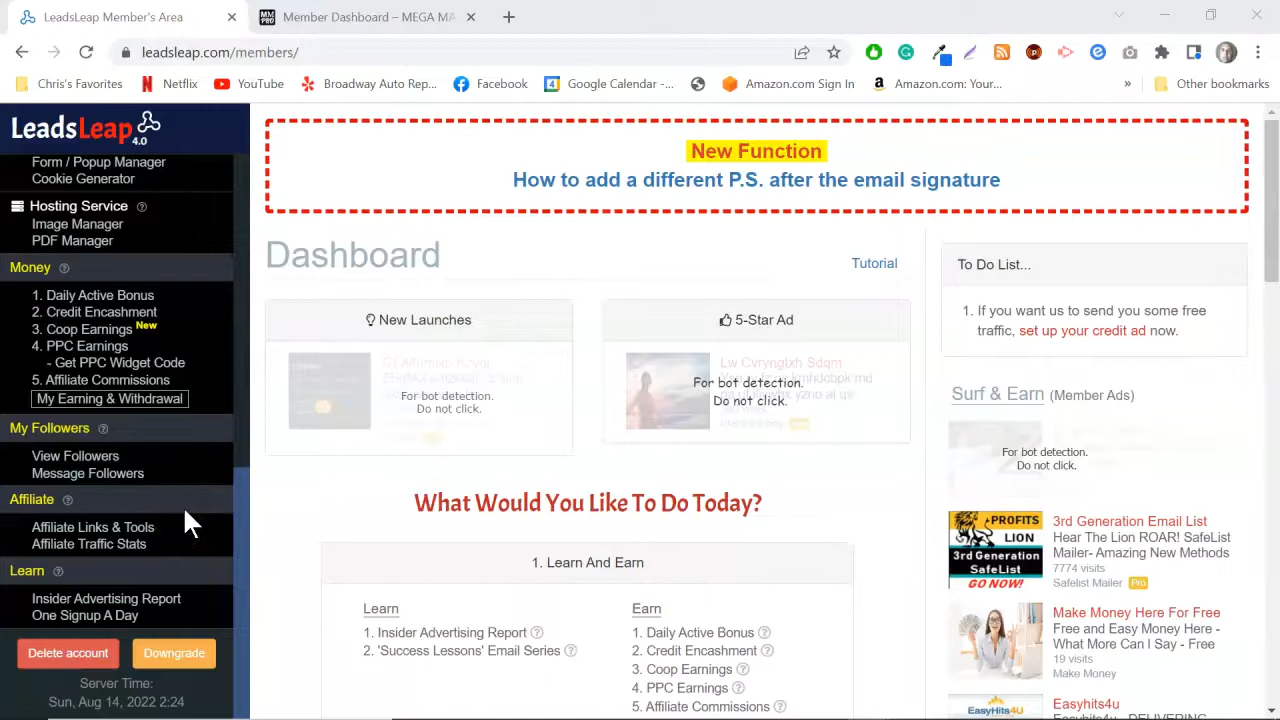 LeadsLeap Member's Area
Member Dashboard – MEGA MA
leadsleap.com/members/
Chris's Favorites
Netflix
YouTube
Broadway Auto Rep...
Facebook
Google Calendar -...
Amazon.com Sign In
Amazon.com: Your...
»
Other bookmarks
LeadsLeap
4.0
Form / Popup Manager
Cookie Generator
Hosting Service
Image Manager
PDF Manager
Money
1. Daily Active Bonus
2. Credit Encashment
3. Coop Earnings New
4. PPC Earnings
- Get PPC Widget Code
5. Affiliate Commissions
My Earning & Withdrawal
My Followers
View Followers
Message Followers
Affiliate
Affiliate Links & Tools
Affiliate Traffic Stats
Learn
Insider Advertising Report
One Signup A Day
Delete account
Downgrade
Server Time:
Sun, Aug 14, 2022 2:24
New Function
How to add a different P.S. after the email signature
Dashboard
Tutorial
New Launches
For bot detection.
Do not click.
5-Star Ad
For bot detection.
Do not click.
What Would You Like To Do Today?
1. Learn And Earn
Learn
1. Insider Advertising Report
2. 'Success Lessons' Email Series
Earn
1. Daily Active Bonus
2. Credit Encashment
3. Coop Earnings
4. PPC Earnings
5. Affiliate Commissions
To Do List...
1. If you want us to send you some free
traffic, set up your credit ad now.
Surf & Earn (Member Ads)
For bot detection.
Do not click.
PROFITS
LION
3rd Generation
SafeList
GO NOW!
3rd Generation Email List
Hear The Lion ROAR! SafeList
Mailer- Amazing New Methods
7774 visits
Safelist Mailer Pro
Make Money Here For Free
Free and Easy Money Here -
What More Can I Say - Free
19 visits
Make Money
EasyHits4U
Easyhits4u